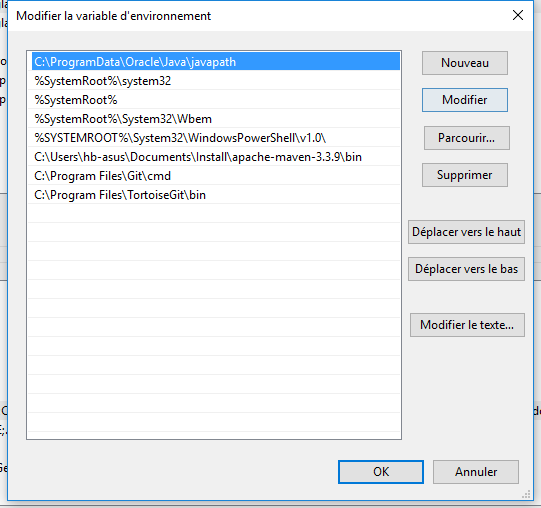 Modifier la variable d'environnement
C:\ProgramData\Oracle\Java\javapath
%SystemRoot%\system32
%SystemRoot%
%SystemRoot%\System32\Wbem
%SYSTEMROOT%\System32\WindowsPowerShell\v1.0\
C:\Users\hb-asus\Documents\Install\apache-maven-3.3.9\bin
C:\Program Files\Git\cmd
C:\Program Files\TortoiseGit\bin
Nouveau
Modifier
Parcourir...
Supprimer
Déplacer vers le haut
Déplacer vers le bas
Modifier le texte...
OK
Annuler